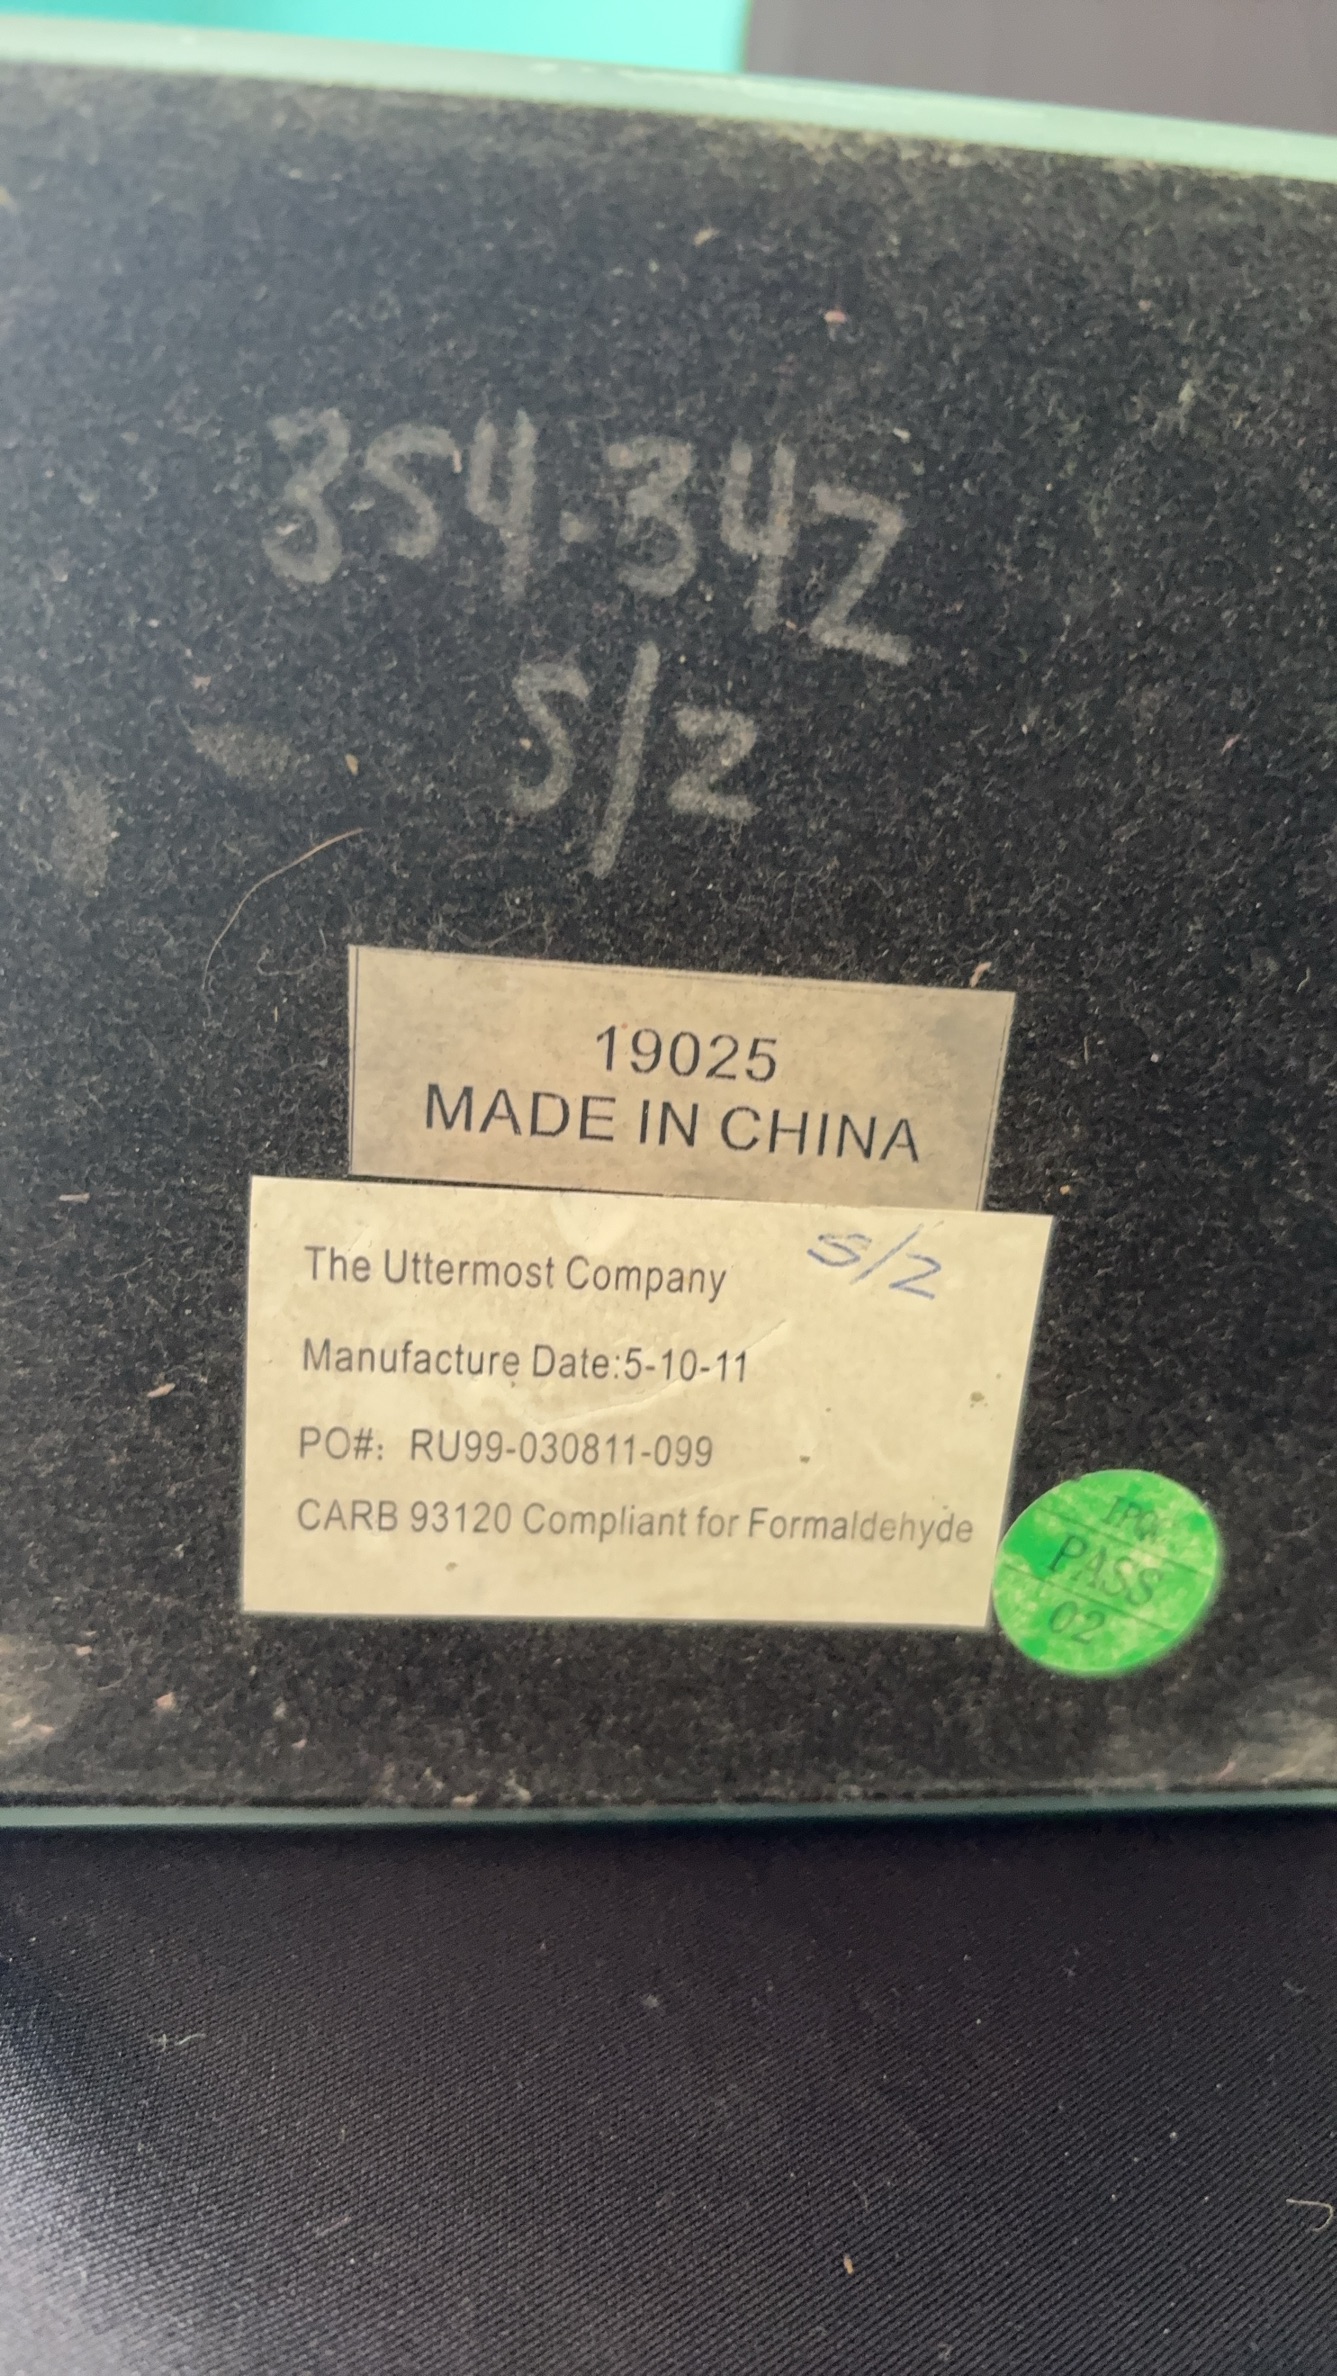 354.342
S/2
19025
MADE IN CHINA
The Uttermost Company S/2
Manufacture Date:5-10-11
PO#: RU99-030811-099
CARB 93120 Compliant for Formaldehyde
PASS
02